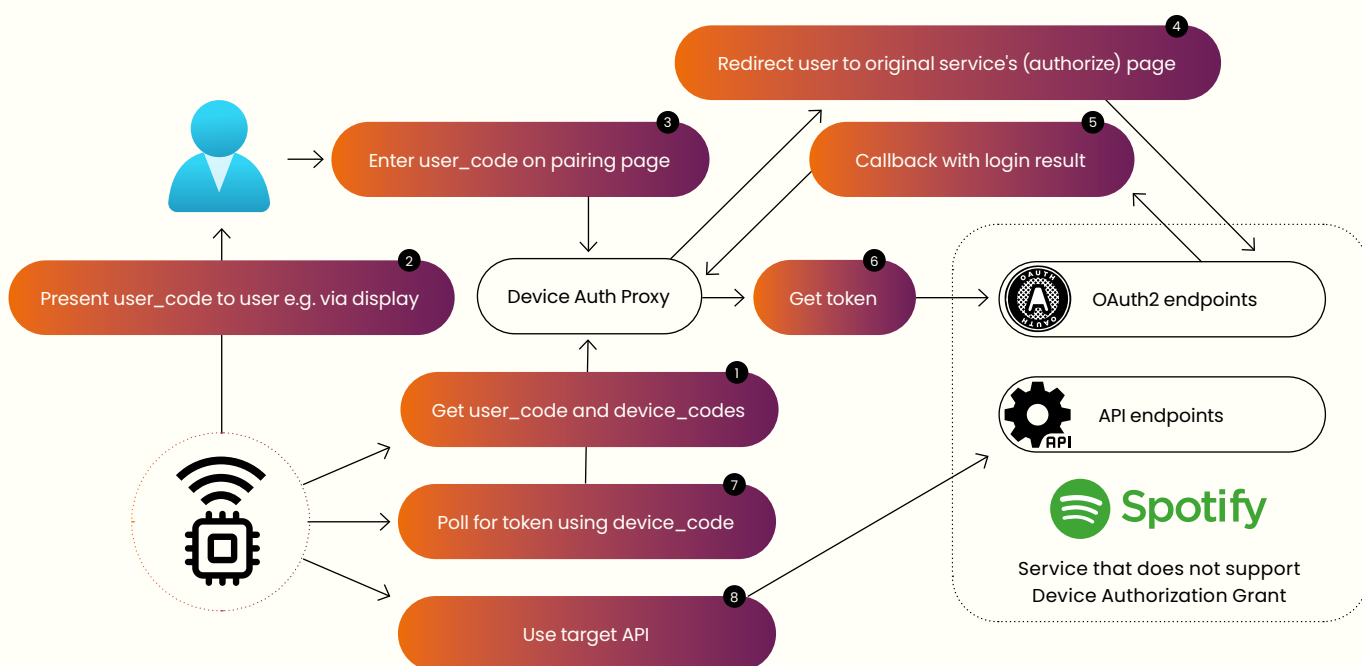 4
Redirect user to original service's (authorize) page
3
Enter user_code on pairing page
5
Callback with login result
2
Present user_code to user e.g. via display
Device Auth Proxy
6
Get token
OAUTH
A
OAUTH
OAuth2 endpoints
1
Get user_code and device_codes
API
API endpoints
7
Poll for token using device_code
Spotify
Service that does not support
Device Authorization Grant
8
Use target API